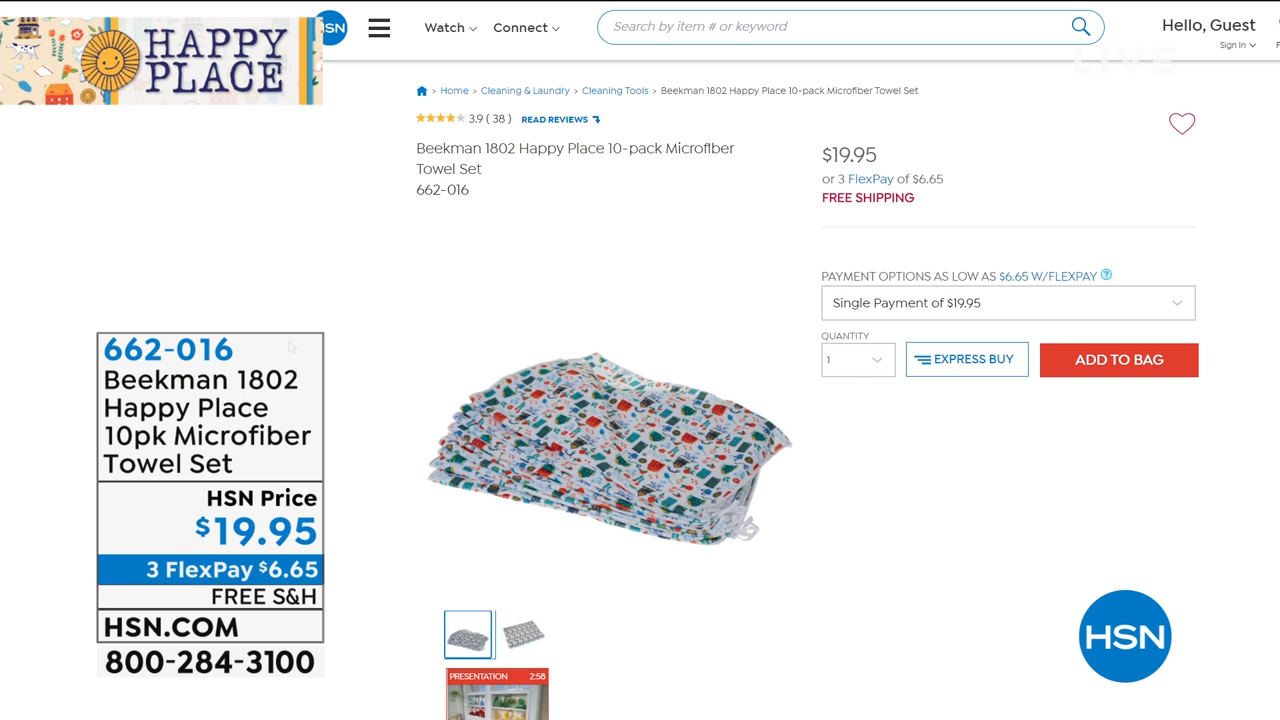 HAPPY
PLACE
HSN
Watch
Connect
Search by item # or keyword
Hello, Guest
Sign In
LIVE
> Home > Cleaning & Laundry > Cleaning Tools > Beekman 1802 Happy Place 10-pack Microfiber Towel Set
3.9 ( 38 ) READ REVIEWS
Beekman 1802 Happy Place 10-pack Microfiber
Towel Set
662-016
$19.95
or 3 FlexPay of $6.65
FREE SHIPPING
PAYMENT OPTIONS AS LOW AS $6.65 W/FLEXPAY ?
Single Payment of $19.95
QUANTITY
1
EXPRESS BUY
ADD TO BAG
662-016
Beekman 1802
Happy Place
10pk Microfiber
Towel Set
HSN Price
$19.95
3 FlexPay $6.65
FREE S&H
HSN.COM
800-284-3100
PRESENTATION 2:58
HSN